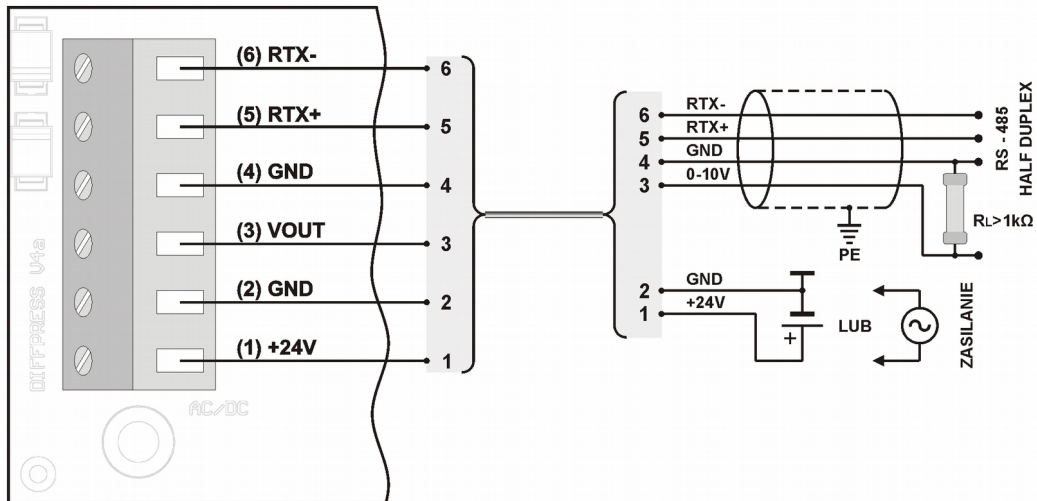 (6) RTX-
(5) RTX+
(4) GND
(3) VOUT
(2) GND
(1) +24V
DIFFPRESS V4a
AC/DC
6
5
4
3
2
1
6
5
4
3
2
1
RTX-
RTX+
GND
0-10V
GND
+24V
PE
RL>1kΩ
RS - 485
HALF DUPLEX
+
LUB
ZASILANIE